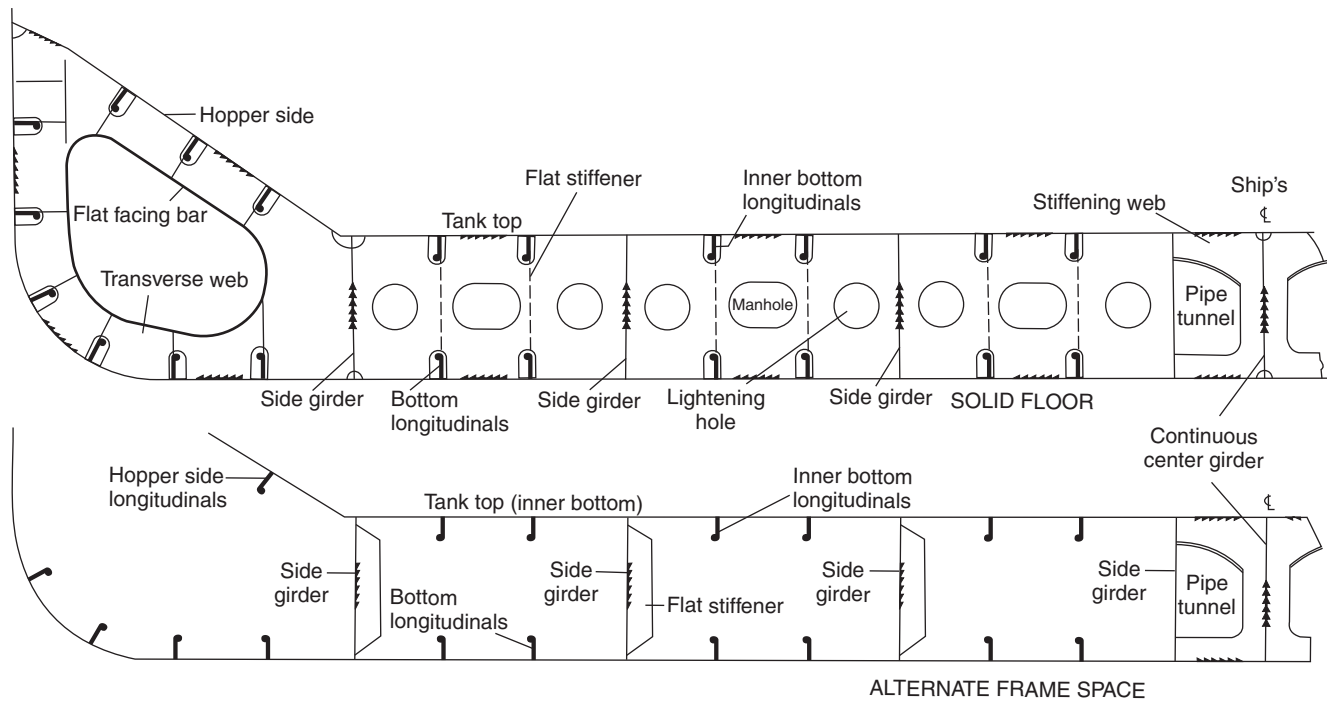 Hopper side
Flat stiffener
Inner bottom
longitudinals
Ship's
℄
Flat facing bar
Tank top
Stiffening web
Transverse web
Manhole
Pipe
tunnel
Side girder
Bottom
longitudinals
Side girder
Lightening
hole
Side girder
SOLID FLOOR
Continuous
center girder
Hopper side
longitudinals
Inner bottom
longitudinals
Tank top (inner bottom)
℄
Side
girder
Bottom
longitudinals
Side
girder
Flat stiffener
Side
girder
Side
girder
Pipe
tunnel
ALTERNATE FRAME SPACE